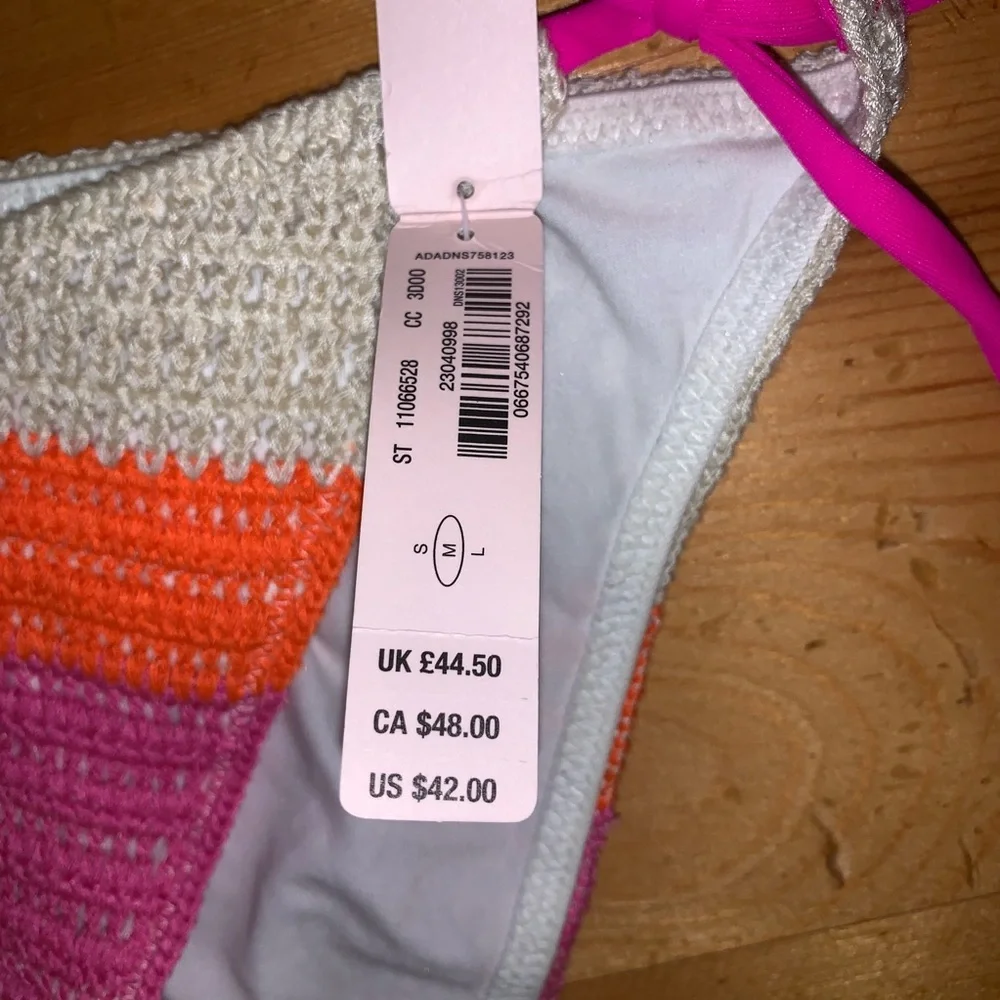 ADADNS758123
ST 11066528 CC 3D00
23040998 DNS13002
0667540687292
S M L
UK £44.50
CA $48.00
US $42.00